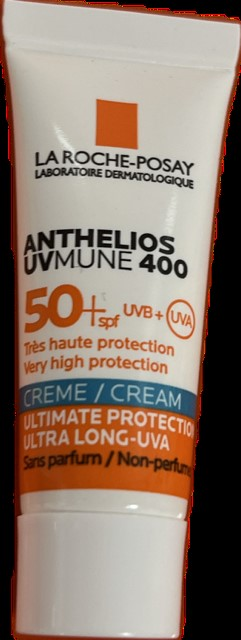 LA ROCHE-POSAY
LABORATOIRE DERMATOLOGIQUE
ANTHELIOS
UVMUNE 400
50+spf UVB + UVA
Très haute protection
Very high protection
CREME / CREAM
ULTIMATE PROTECTIO
ULTRA LONG-UVA
Sans parfum / Non-perfum